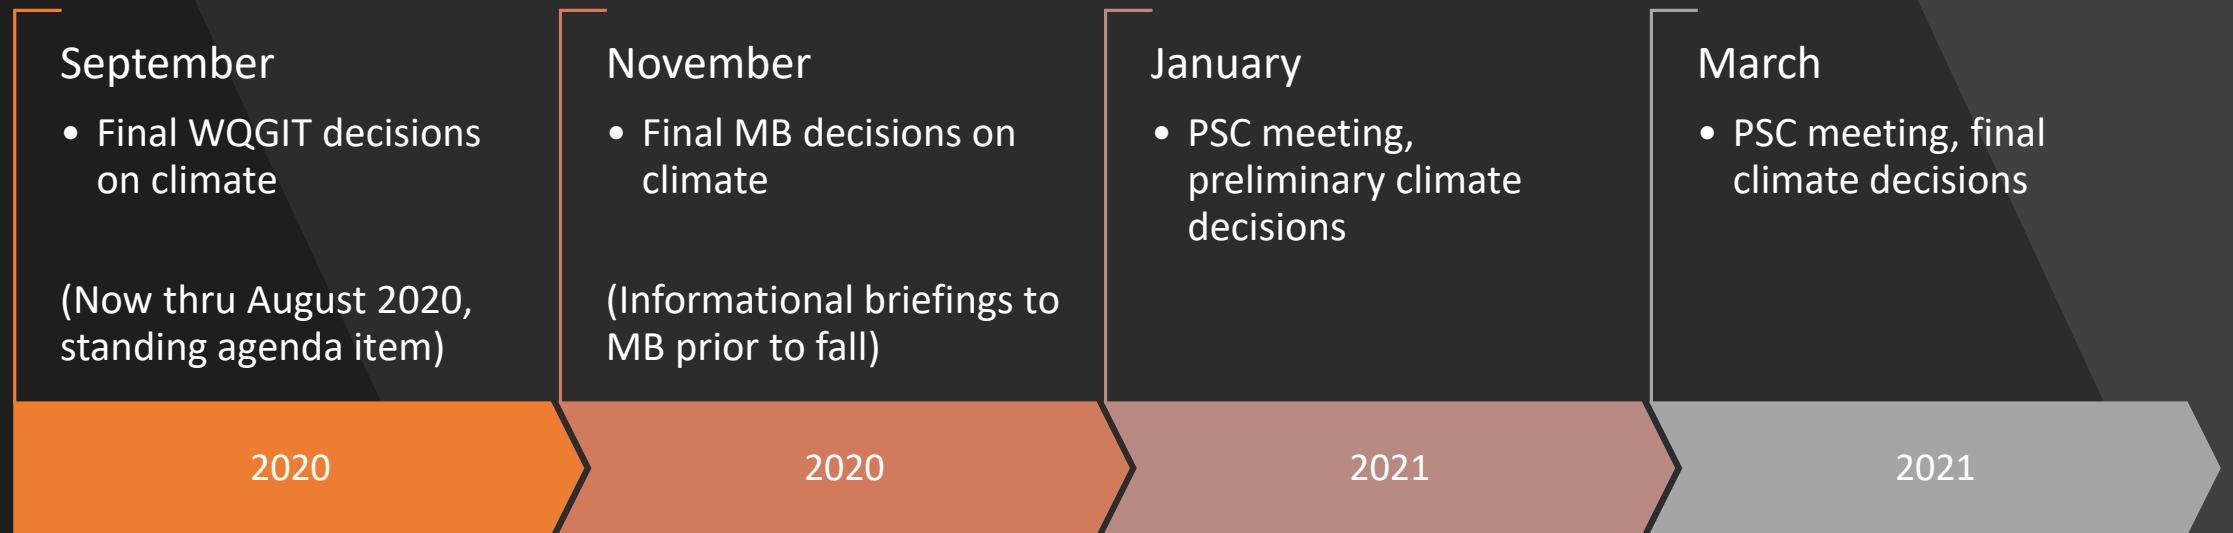 September
• Final WQGIT decisions
on climate
(Now thru August 2020,
standing agenda item)
2020
November
• Final MB decisions on
climate
(Informational briefings to
MB prior to fall)
2020
January
• PSC meeting,
preliminary climate
decisions
2021
March
• PSC meeting, final
climate decisions
2021